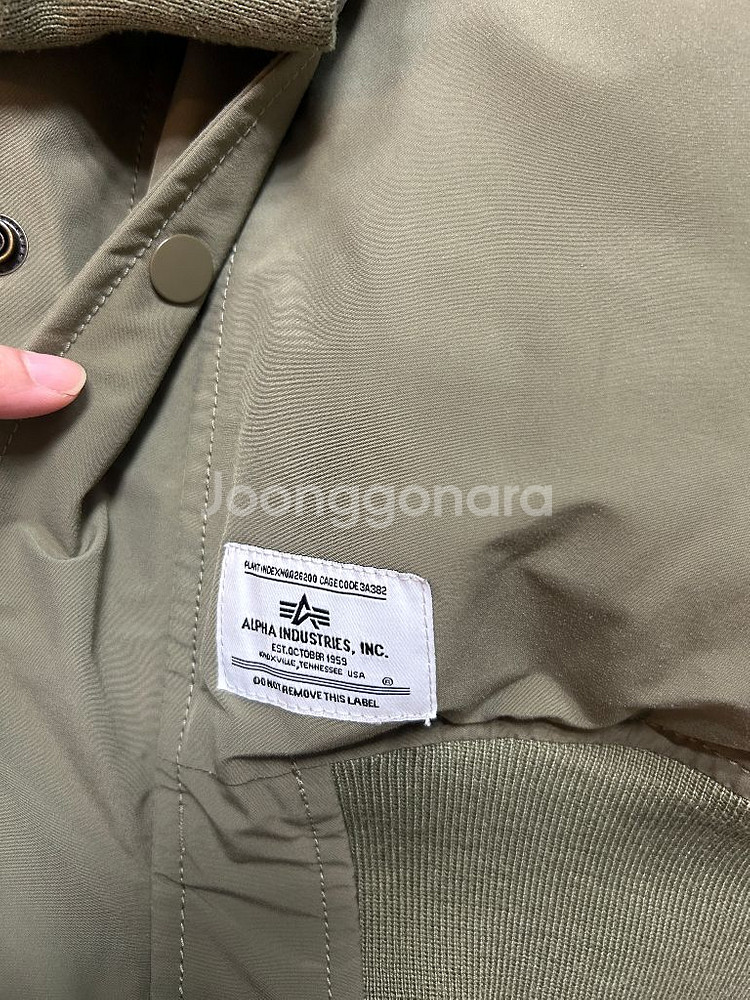 Joonggonara
PLANT INDEX NO.A26200 CAGE CODE 3A382
ALPHA INDUSTRIES, INC.
EST. OCTOBER 1959
KNOXVILLE, TENNESSEE USA
®
DO NOT REMOVE THIS LABEL